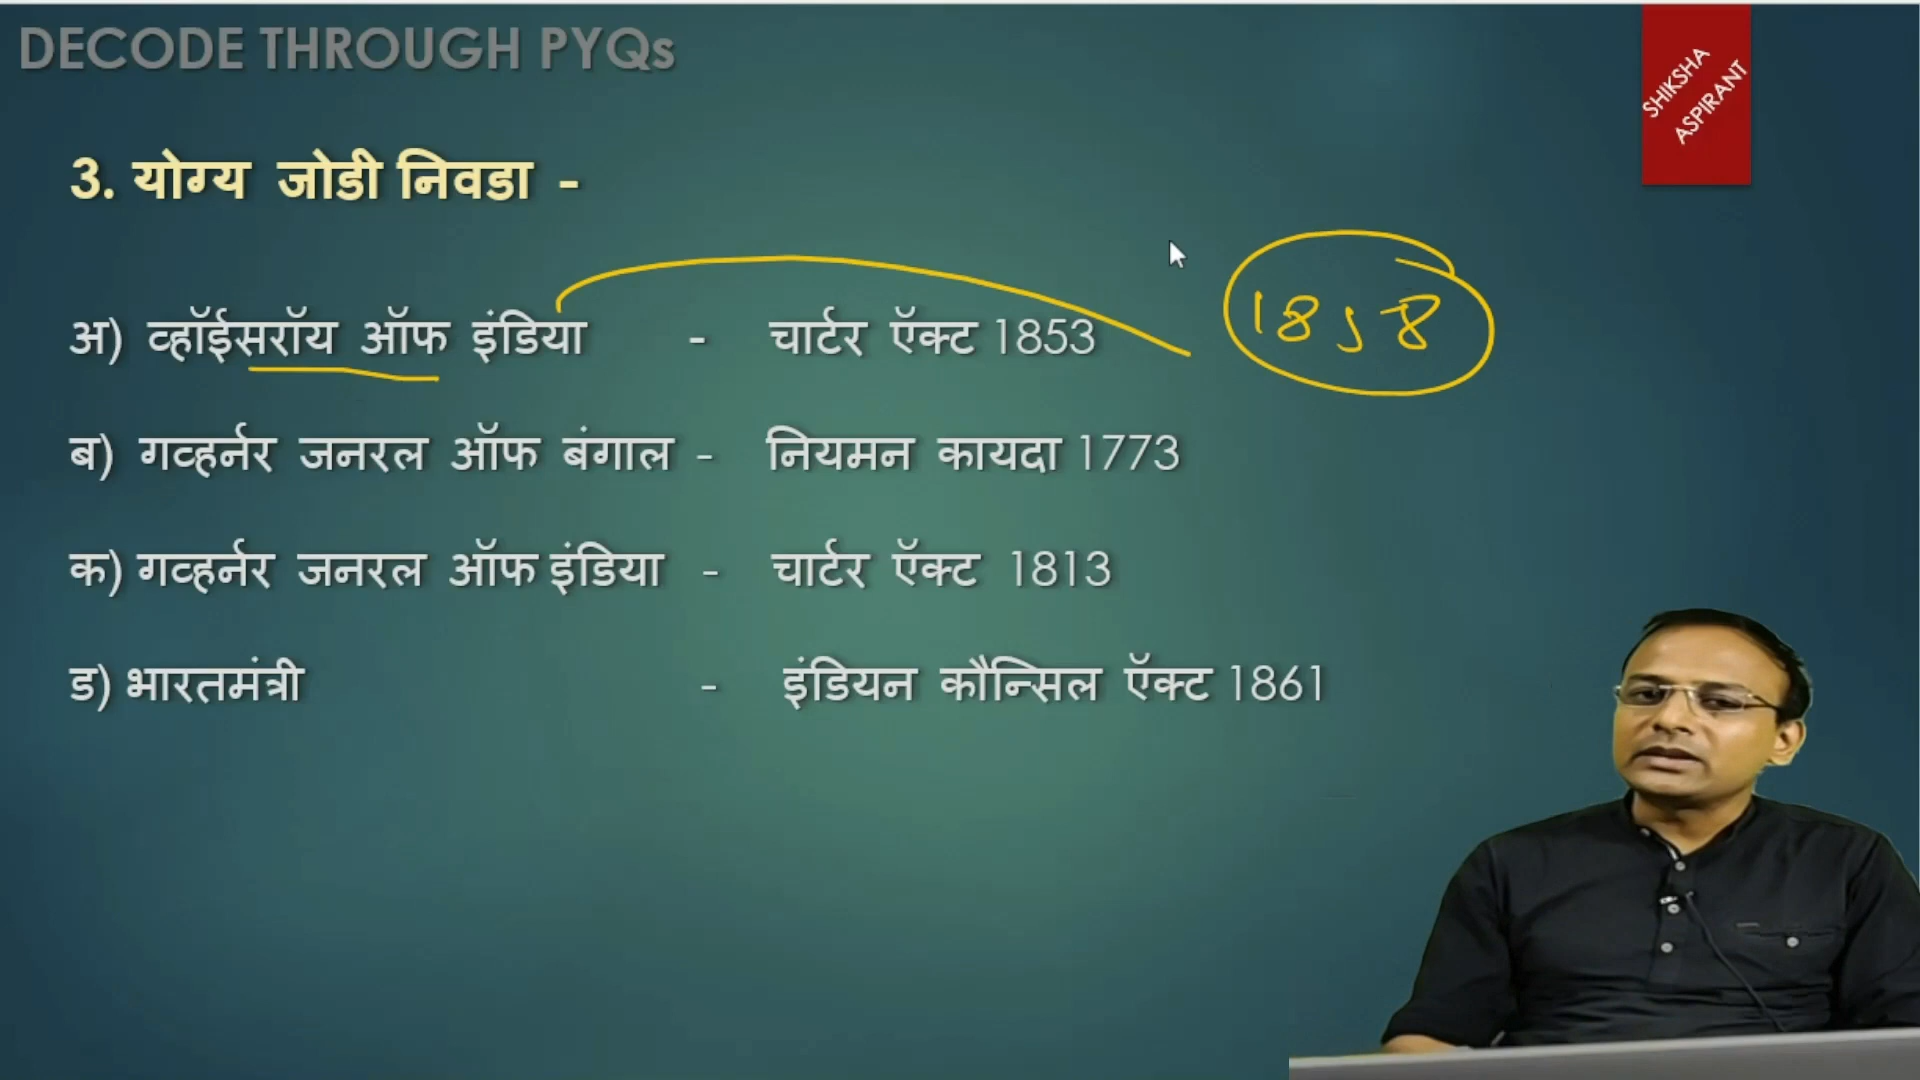 DECODE THROUGH PYQs
SHIKSHA
ASPIRANT
3. योग्य जोडी निवडा -
1858
अ) व्हॉईसरॉय ऑफ इंडिया - चार्टर ऍक्ट 1853
ब) गव्हर्नर जनरल ऑफ बंगाल - नियमन कायदा 1773
क) गव्हर्नर जनरल ऑफ इंडिया - चार्टर ऍक्ट 1813
ड) भारतमंत्री - इंडियन कौन्सिल ऍक्ट 1861